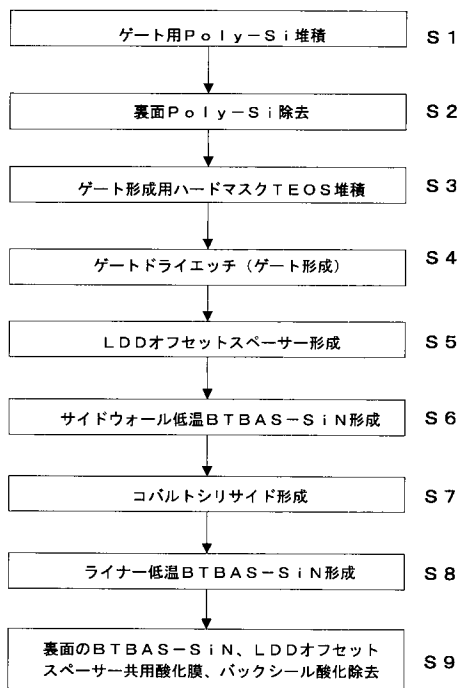 ゲート用Poly-Si堆積 S1
裏面Poly-Si除去 S2
ゲート形成用ハードマスクTEOS堆積 S3
ゲートドライエッチ(ゲート形成) S4
LDDオフセットスペーサー形成 S5
サイドウォール低温BTBAS-SiN形成 S6
コバルトシリサイド形成 S7
ライナー低温BTBAS-SiN形成 S8
裏面のBTBAS-SiN、LDDオフセット
スペーサー共用酸化膜、バックシール酸化除去 S9